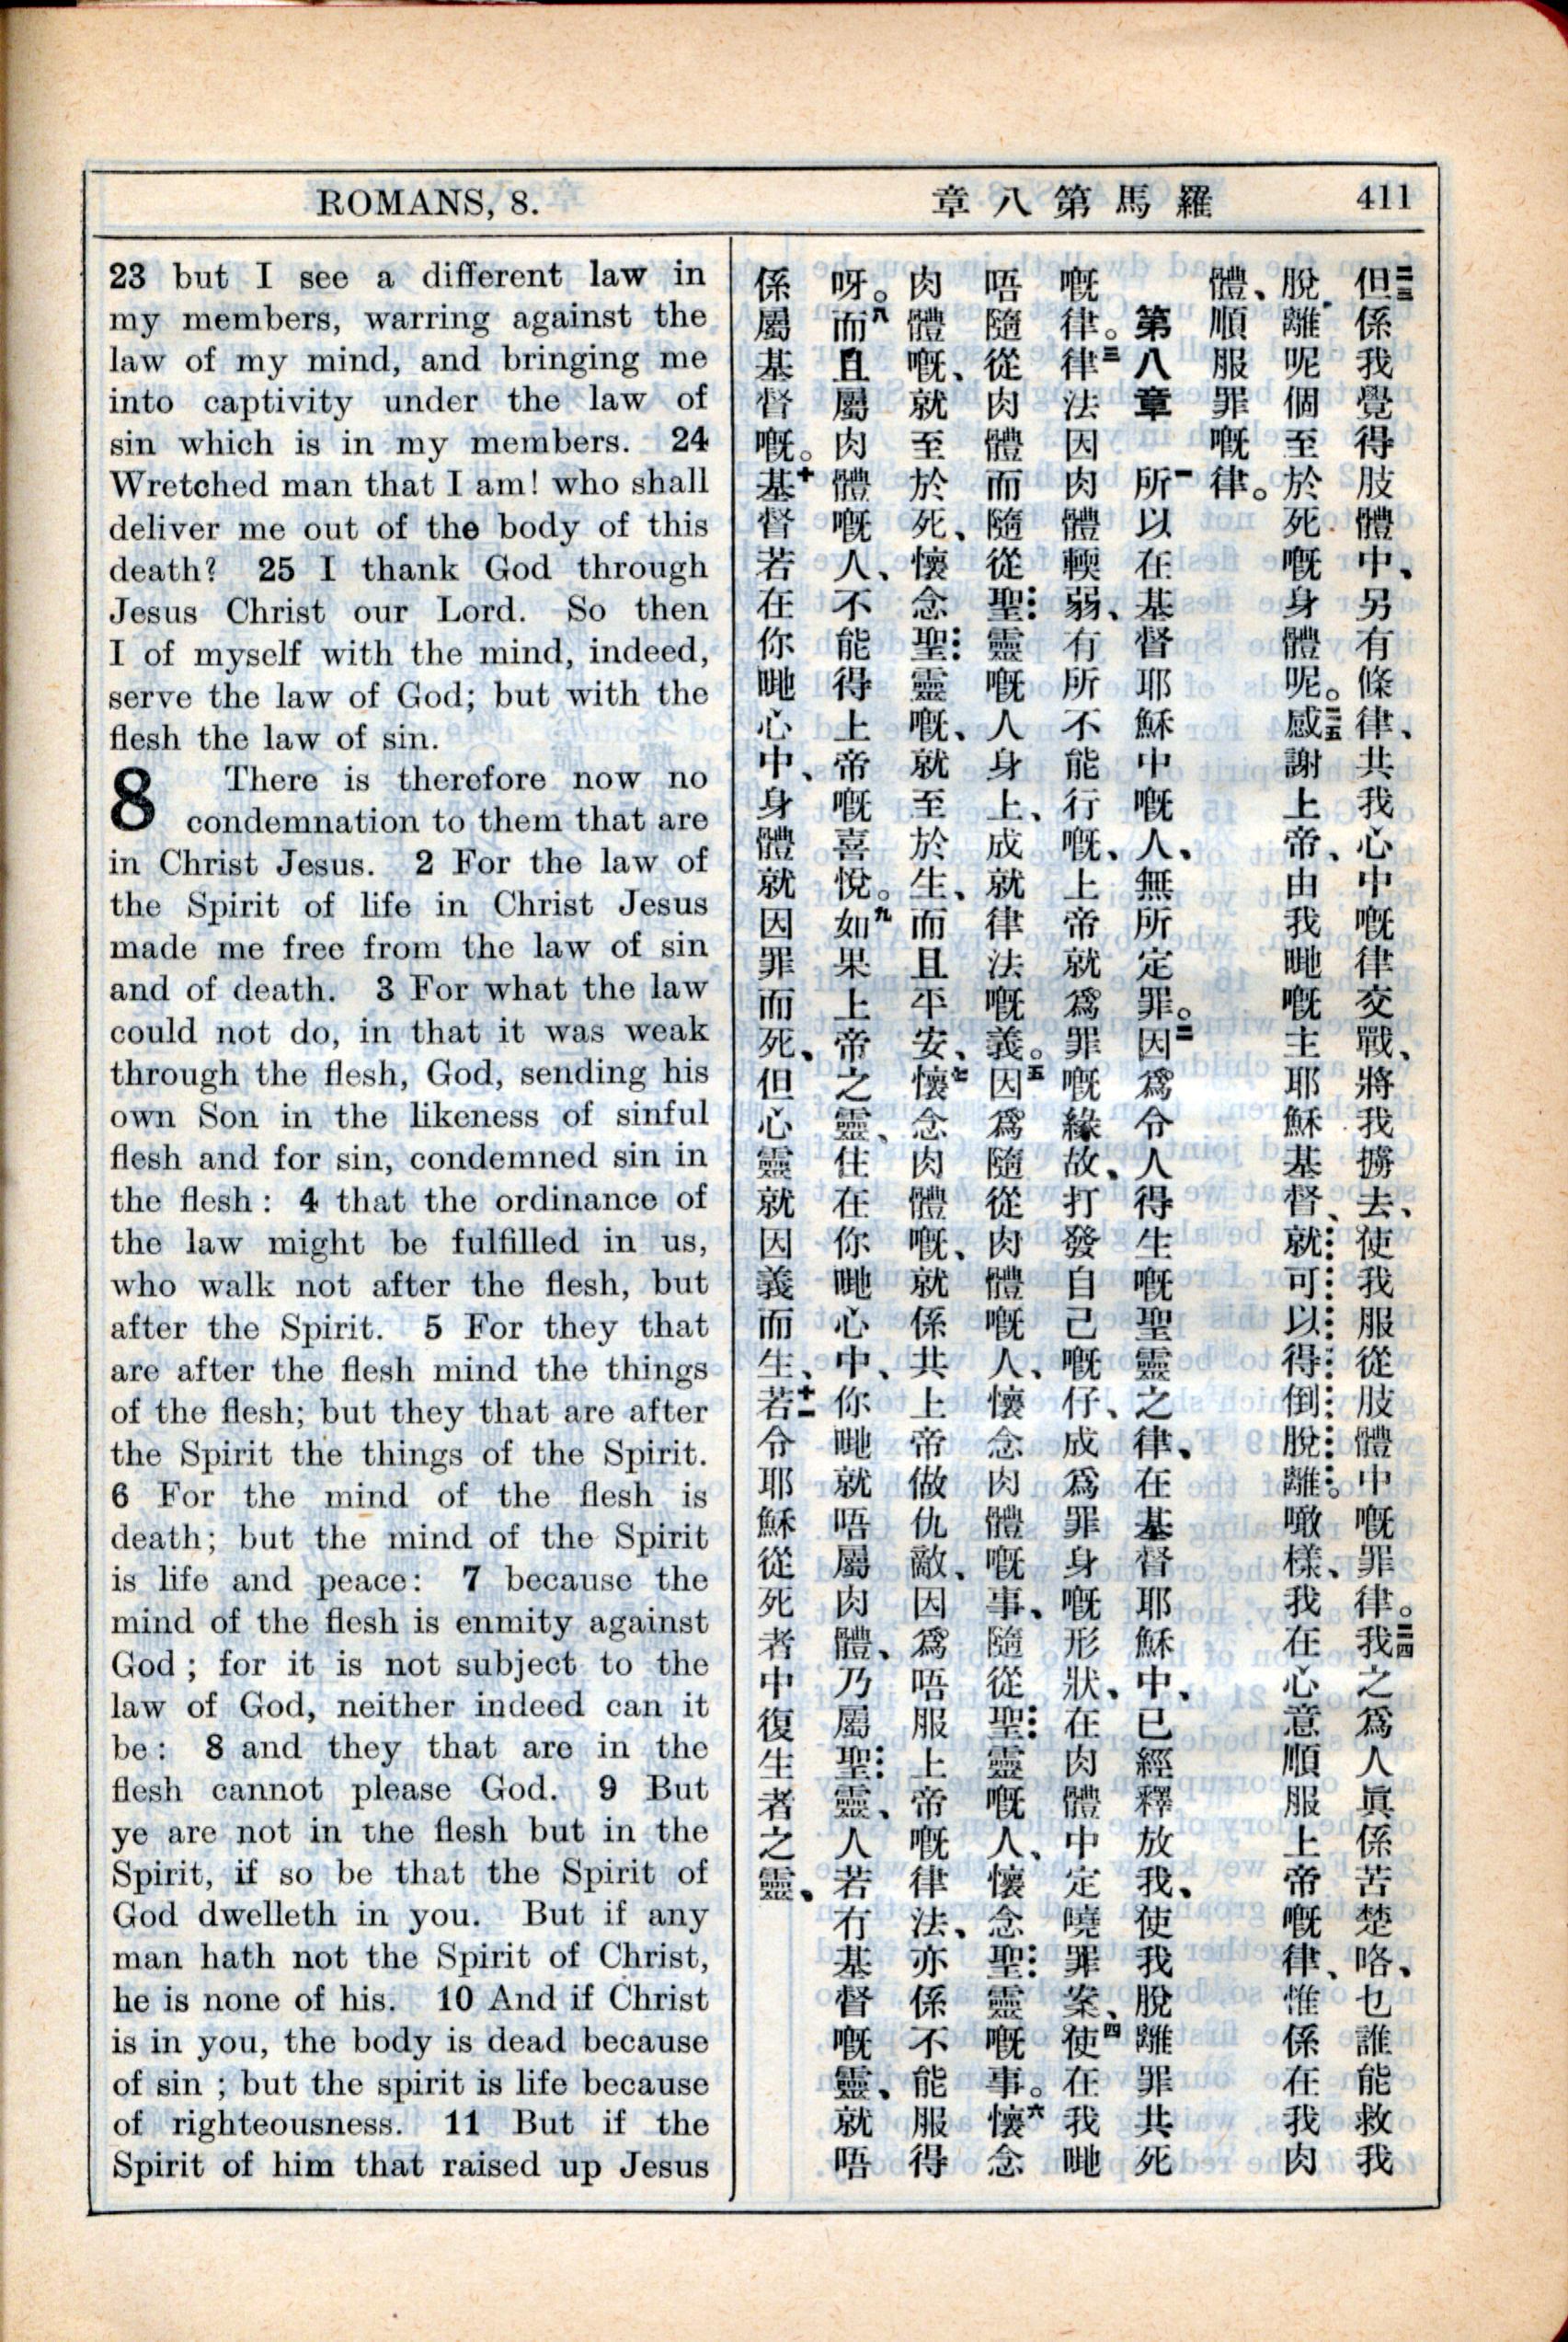 ROMANS, 8.
羅馬第八章
411
23 but I see a different law in
my members, warring against the
law of my mind, and bringing me
into captivity under the law of
sin which is in my members. 24
Wretched man that I am! who shall
deliver me out of the body of this
death? 25 I thank God through
Jesus Christ our Lord. So then
I of myself with the mind, indeed,
serve the law of God; but with the
flesh the law of sin.
8 There is therefore now no
condemnation to them that are
in Christ Jesus. 2 For the law of
the Spirit of life in Christ Jesus
made me free from the law of sin
and of death. 3 For what the law
could not do, in that it was weak
through the flesh, God, sending his
own Son in the likeness of sinful
flesh and for sin, condemned sin in
the flesh: 4 that the ordinance of
the law might be fulfilled in us,
who walk not after the flesh, but
after the Spirit. 5 For they that
are after the flesh mind the things
of the flesh; but they that are after
the Spirit the things of the Spirit.
6 For the mind of the flesh is
death; but the mind of the Spirit
is life and peace: 7 because the
mind of the flesh is enmity against
God; for it is not subject to the
law of God, neither indeed can it
be: 8 and they that are in the
flesh cannot please God. 9 But
ye are not in the flesh but in the
Spirit, if so be that the Spirit of
God dwelleth in you. But if any
man hath not the Spirit of Christ,
he is none of his. 10 And if Christ
is in you, the body is dead because
of sin; but the spirit is life because
of righteousness. 11 But if the
Spirit of him that raised up Jesus
二三但係我覺得肢體中、另有條律、共我心中嘅律交戰、將我擄去、使我服從肢體中嘅罪律。二四我之爲人眞係苦楚咯、乜誰能救我
脫離呢個至於死嘅身體呢。二五感謝上帝、由我哋嘅主耶穌基督、就可以得倒脫離。噉樣、我在心意順服上帝嘅律、惟係在我肉
體、順服罪嘅律。
第八章 一所以在基督耶穌中嘅人、無所定罪。二因爲令人得生嘅聖靈之律、在基督耶穌中、已經釋放我、使我脫離罪共死
嘅律。三律法因肉體輭弱、有所不能行嘅、上帝就爲罪嘅緣故、打發自己嘅仔、成爲罪身嘅形狀、在肉體中定曉罪案、四使在我哋
唔隨從肉體而隨從聖靈嘅人身上、成就律法嘅義。五因爲隨從肉體嘅人、懷念肉體嘅事、隨從聖靈嘅人、懷念聖靈嘅事。六懷念
肉體嘅、就至於死、懷念聖靈嘅、就至於生、而且平安、七懷念肉體嘅、就係共上帝做仇敵、因爲唔服上帝嘅律法、亦係不能服得
呀。八而且屬肉體嘅人、不能得上帝嘅喜悅。九如果上帝之靈、住在你哋心中、你哋就唔屬肉體、乃屬聖靈、人若冇基督嘅靈、就唔
係屬基督嘅。十基督若在你哋心中、身體就因罪而死、但心靈就因義而生、十一若令耶穌從死者中復生者之靈、